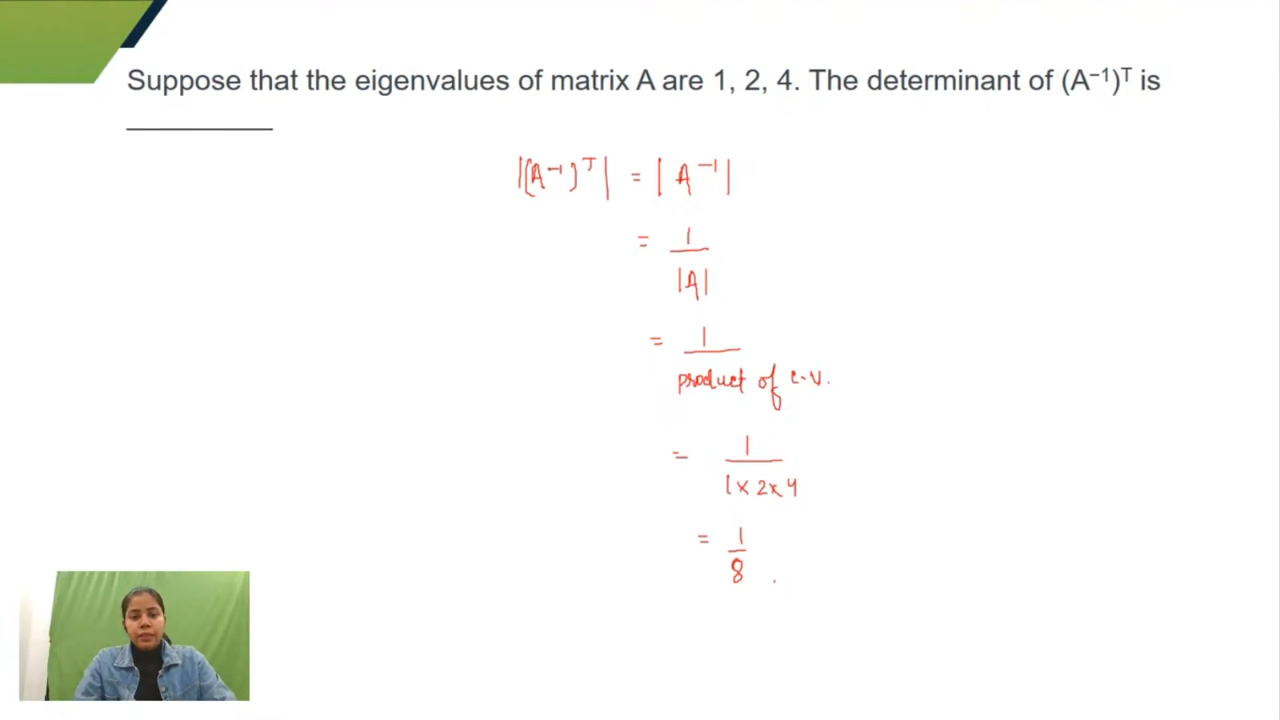 Suppose that the eigenvalues of matrix A are 1, 2, 4. The determinant of (A⁻¹)ᵀ is
__________
|(A⁻¹)ᵀ| = |A⁻¹|
= 1/|A|
= 1/product of e.v.
= 1/1×2×4
= 1/8